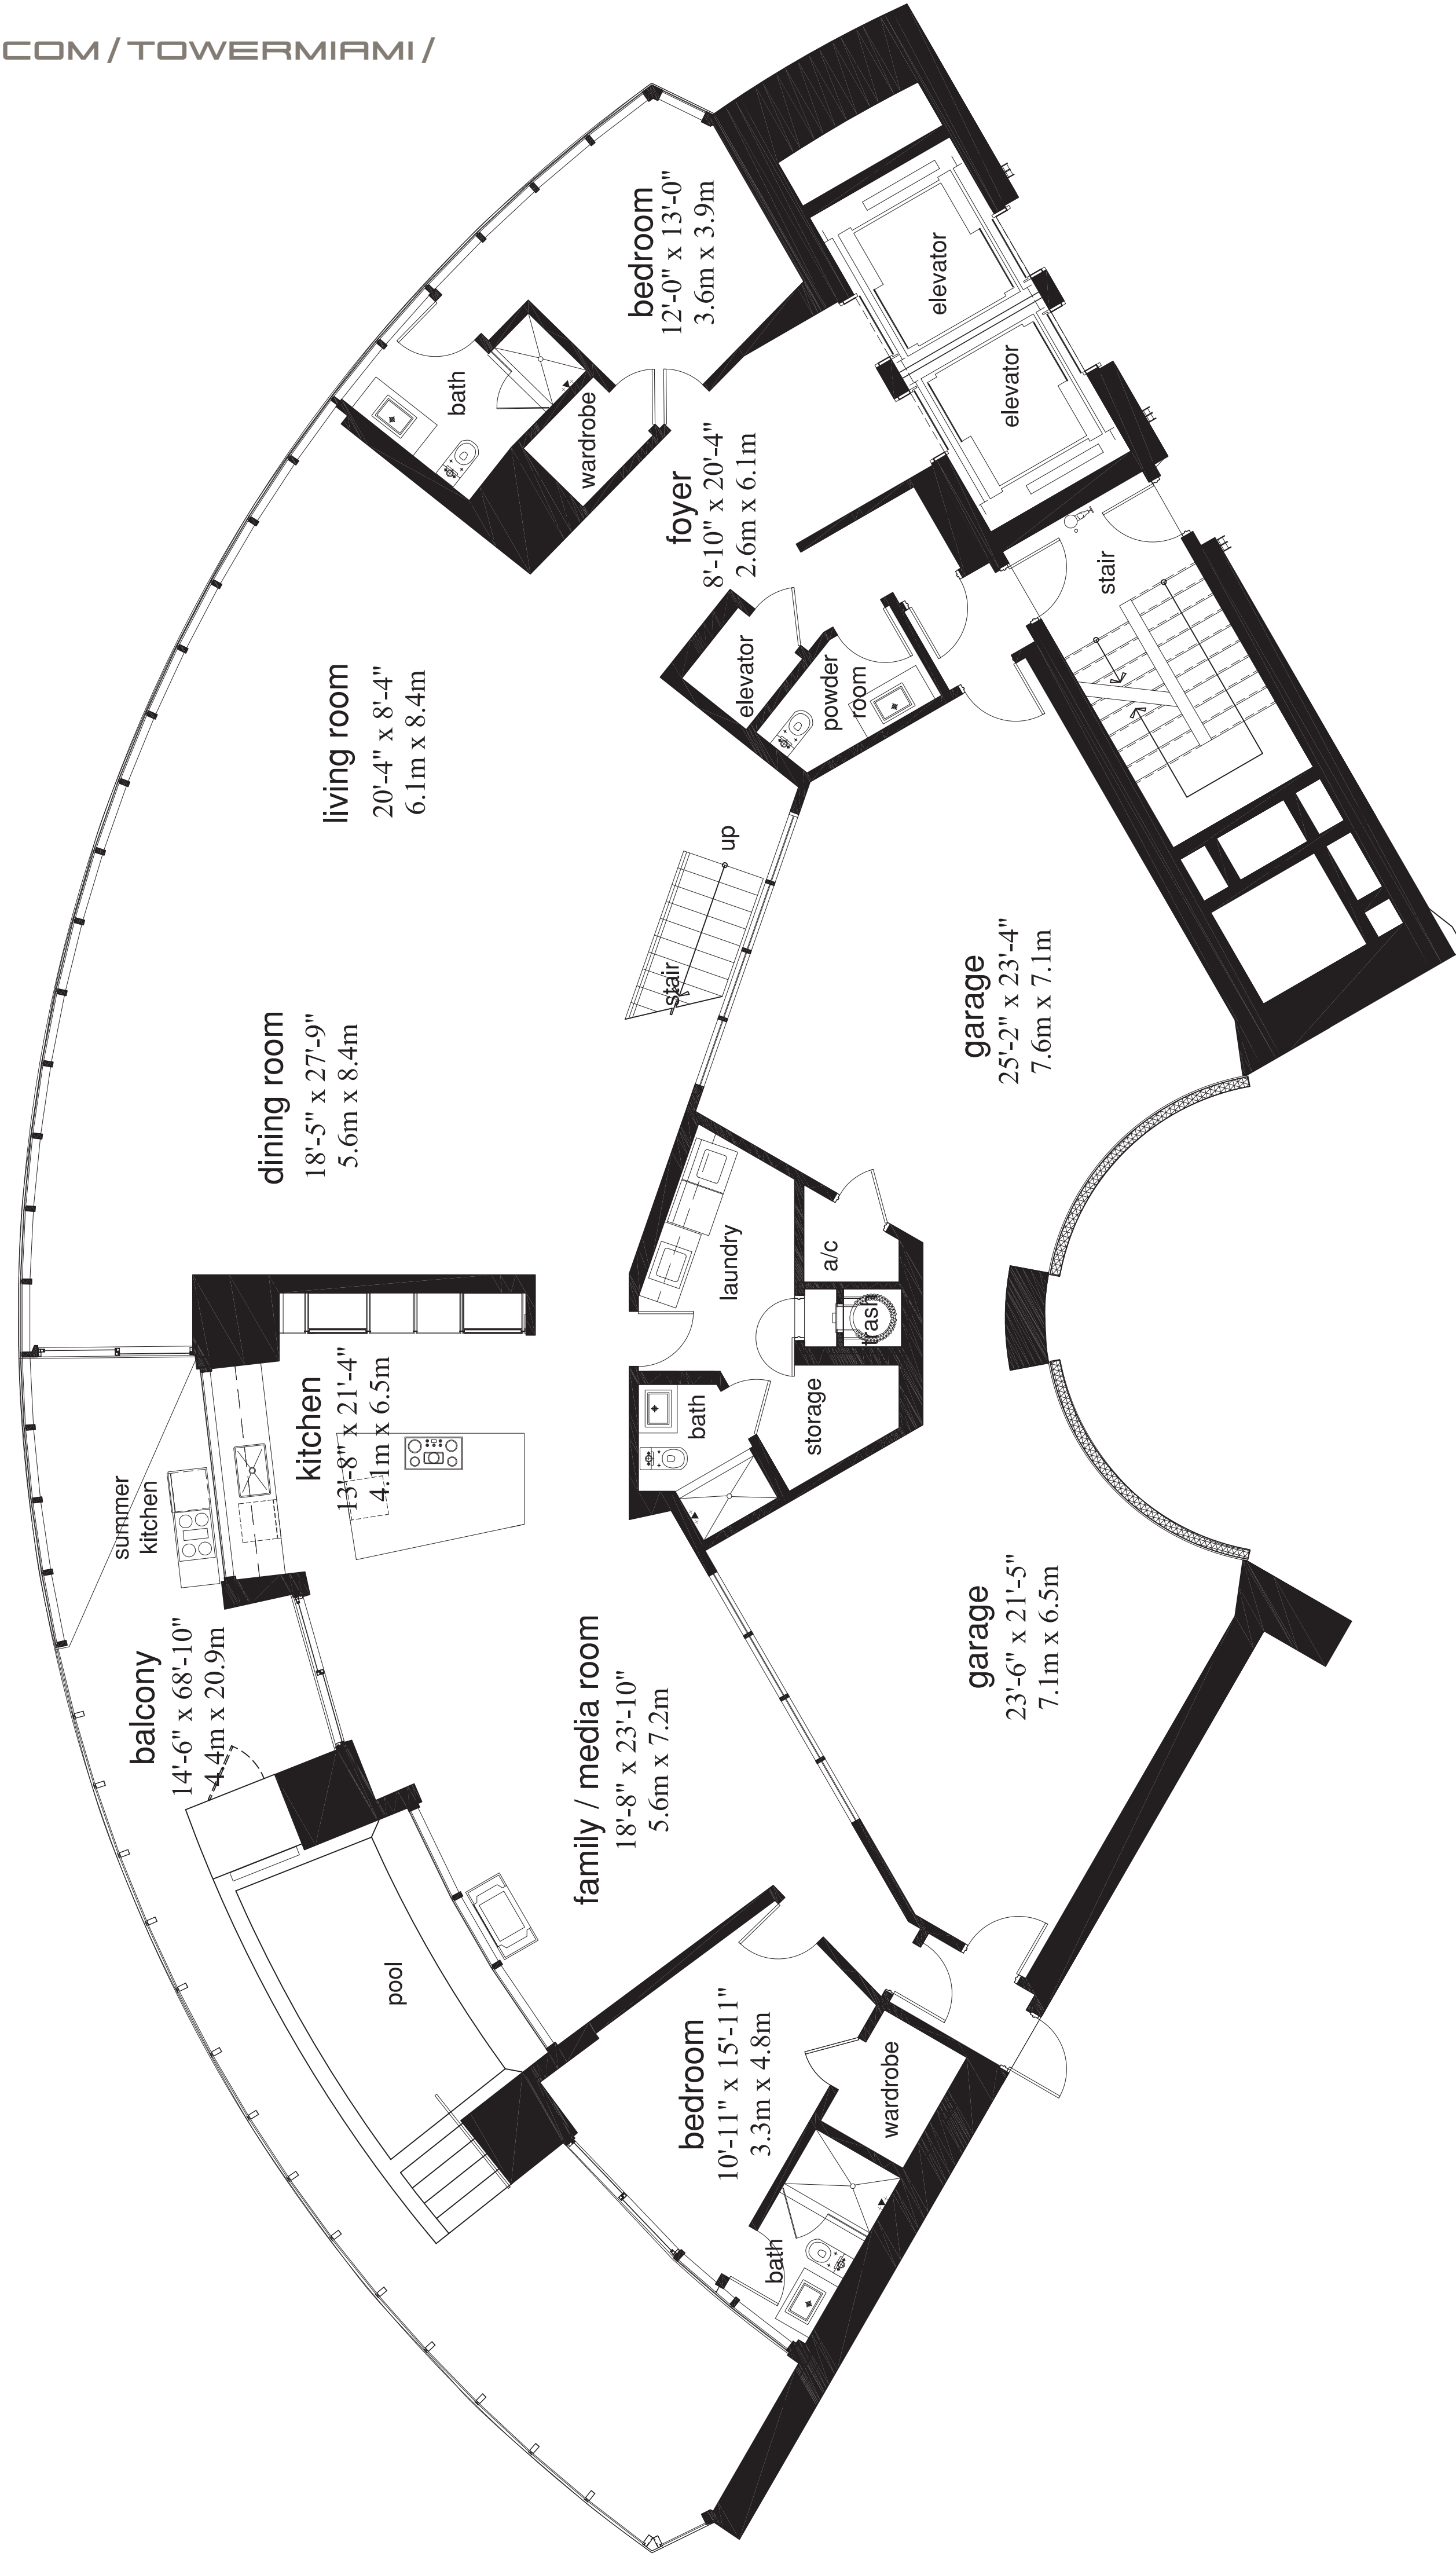 COM/TOWERMIAMI/
bedroom
12'-0" x 13'-0"
3.6m x 3.9m
elevator
elevator
bath
wardrobe
foyer
8'-10" x 20'-4"
2.6m x 6.1m
stair
elevator
powder
room
living room
20'-4" x 8'-4"
6.1m x 8.4m
up
stair
dining room
18'-5" x 27'-9"
5.6m x 8.4m
garage
25'-2" x 23'-4"
7.6m x 7.1m
laundry
a/c
trash
kitchen
13'-8" x 21'-4"
4.1m x 6.5m
bath
storage
summer
kitchen
balcony
14'-6" x 68'-10"
4.4m x 20.9m
family / media room
18'-8" x 23'-10"
5.6m x 7.2m
garage
23'-6" x 21'-5"
7.1m x 6.5m
pool
bedroom
10'-11" x 15'-11"
3.3m x 4.8m
wardrobe
bath